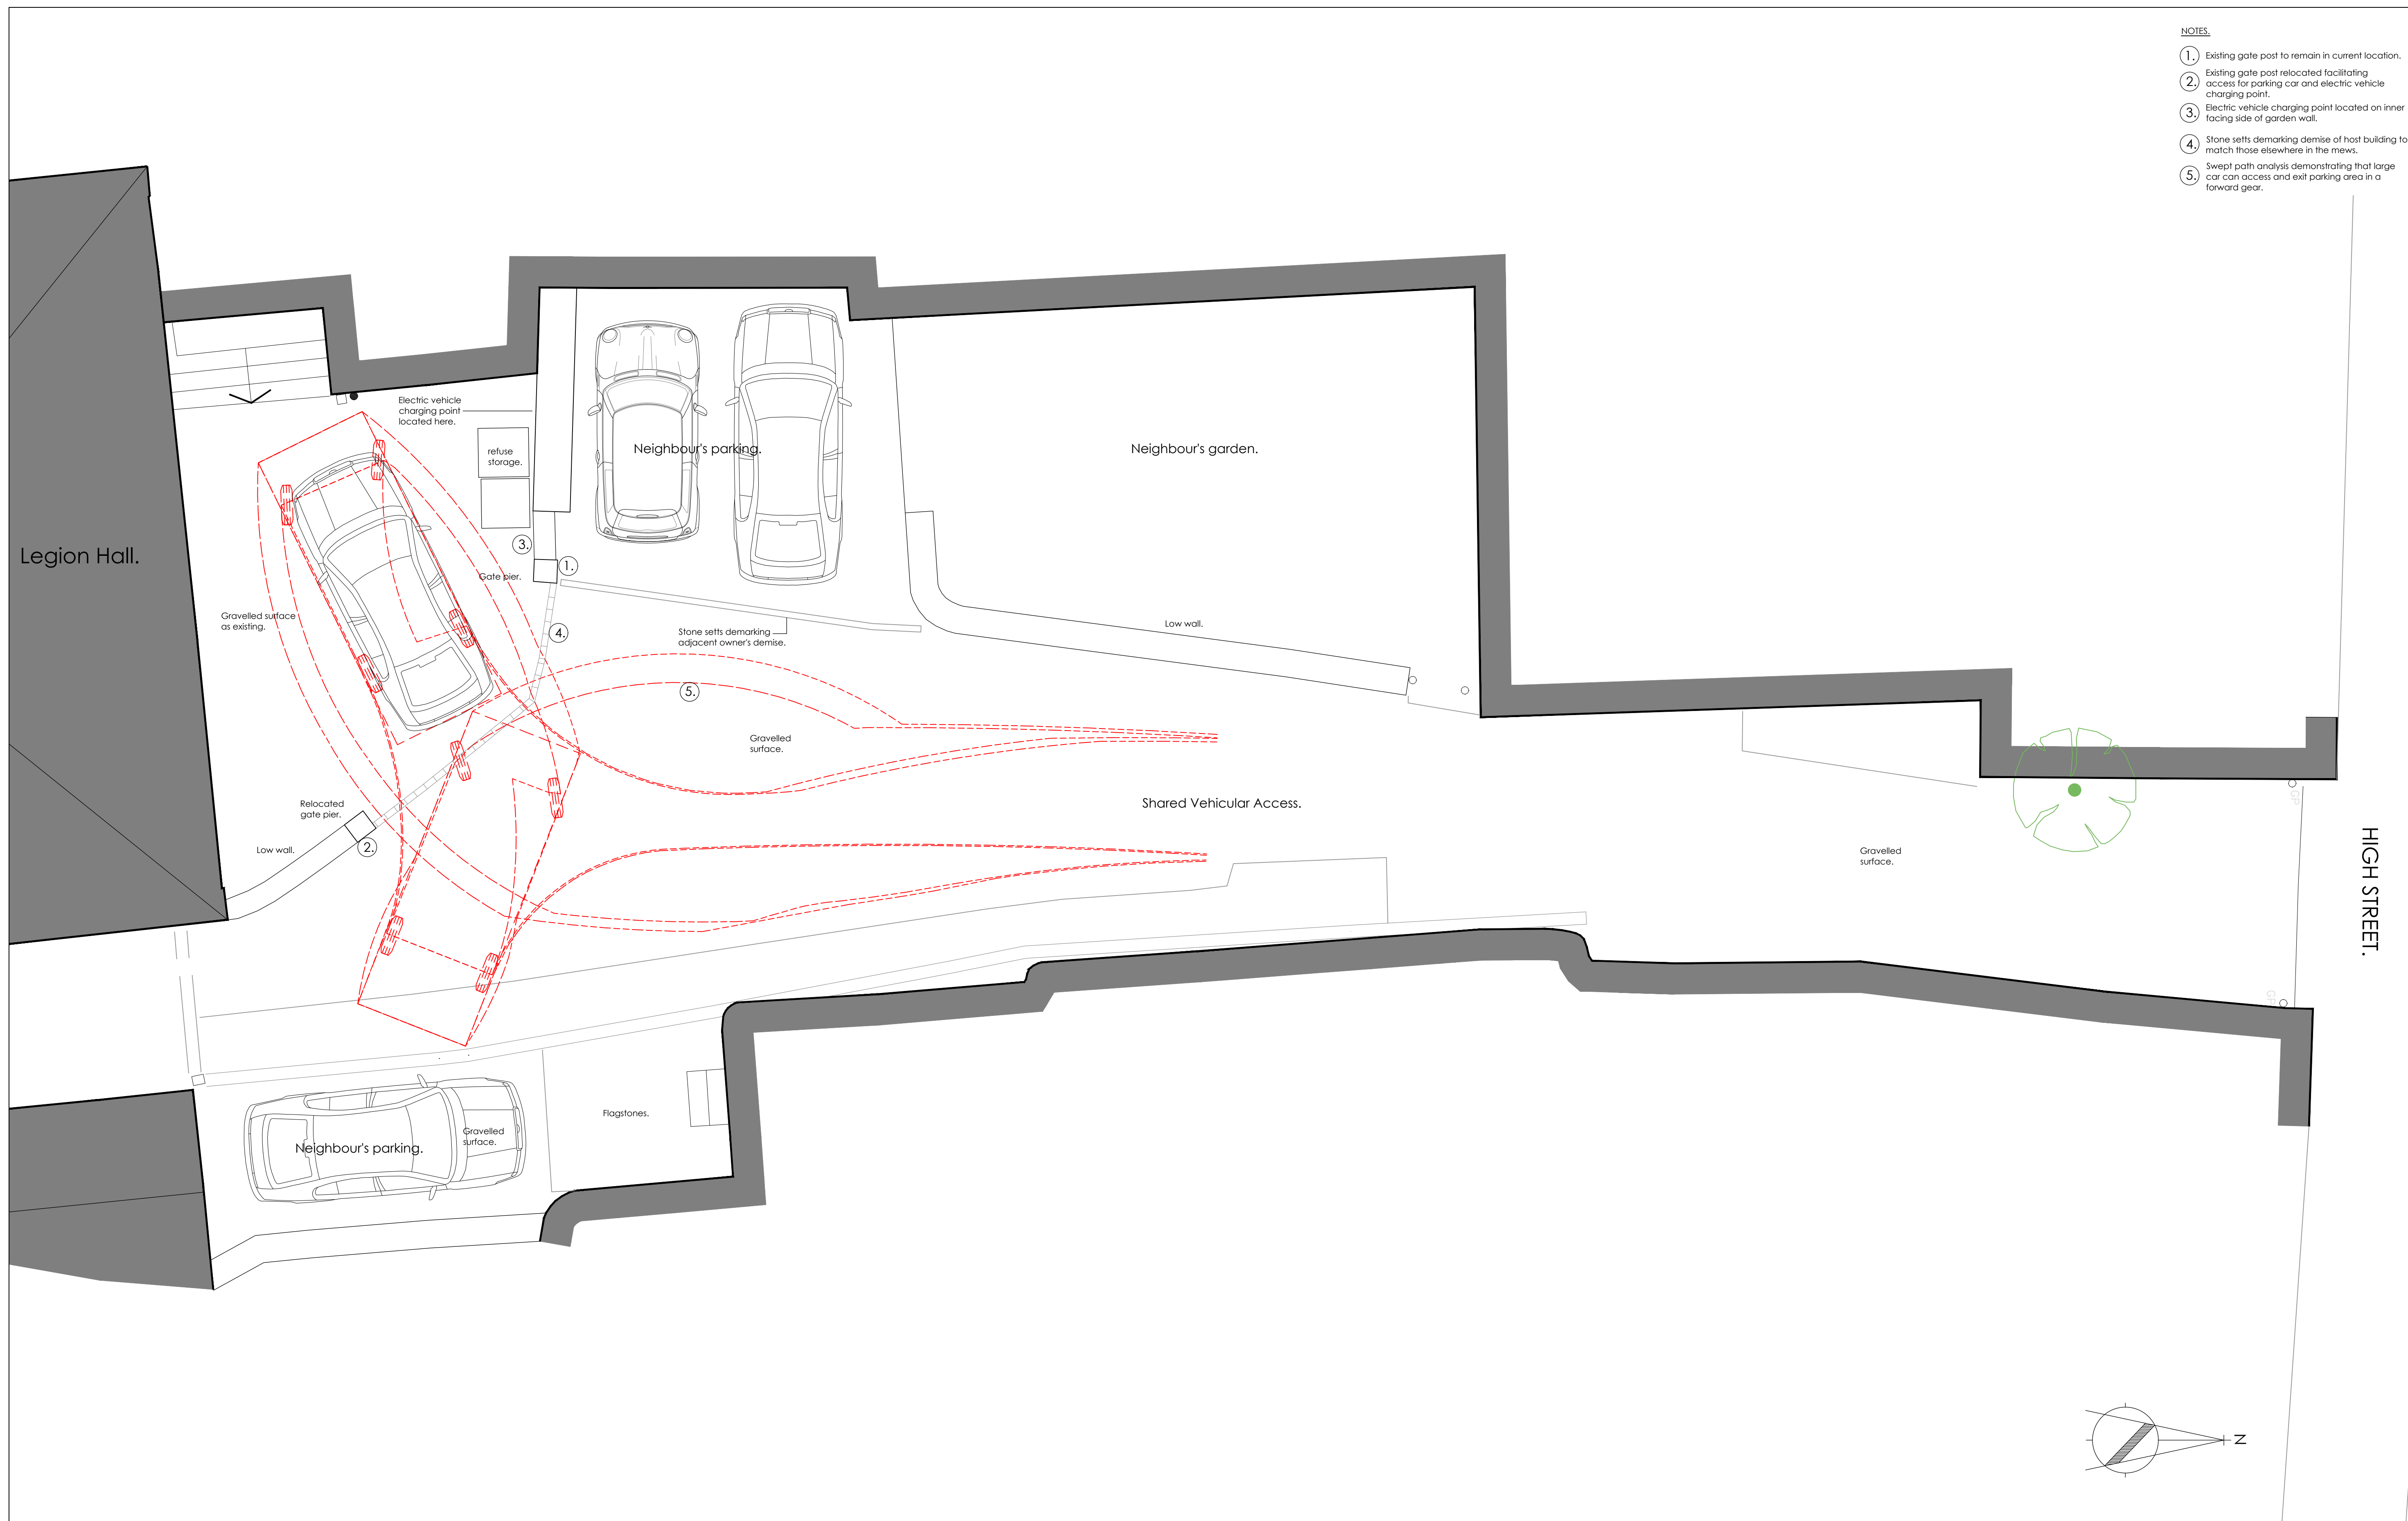 NOTES.
1. Existing gate post to remain in current location.
2. Existing gate post relocated facilitating
access for parking car and electric vehicle
charging point.
3. Electric vehicle charging point located on inner
facing side of garden wall.
4. Stone setts demarking demise of host building to
match those elsewhere in the mews.
5. Swept path analysis demonstrating that large
car can access and exit parking area in a
forward gear.
Electric vehicle
charging point
located here.
refuse
storage.
Neighbour's parking.
Neighbour's garden.
Legion Hall.
3.
1.
Gate pier.
Gravelled surface
as existing.
4.
Stone setts demarking
adjacent owner's demise.
Low wall.
5.
Gravelled
surface.
Shared Vehicular Access.
GP
Relocated
gate pier.
Low wall.
2.
Gravelled
surface.
HIGH STREET.
GP
Flagstones.
Gravelled
surface.
Neighbour's parking.
N